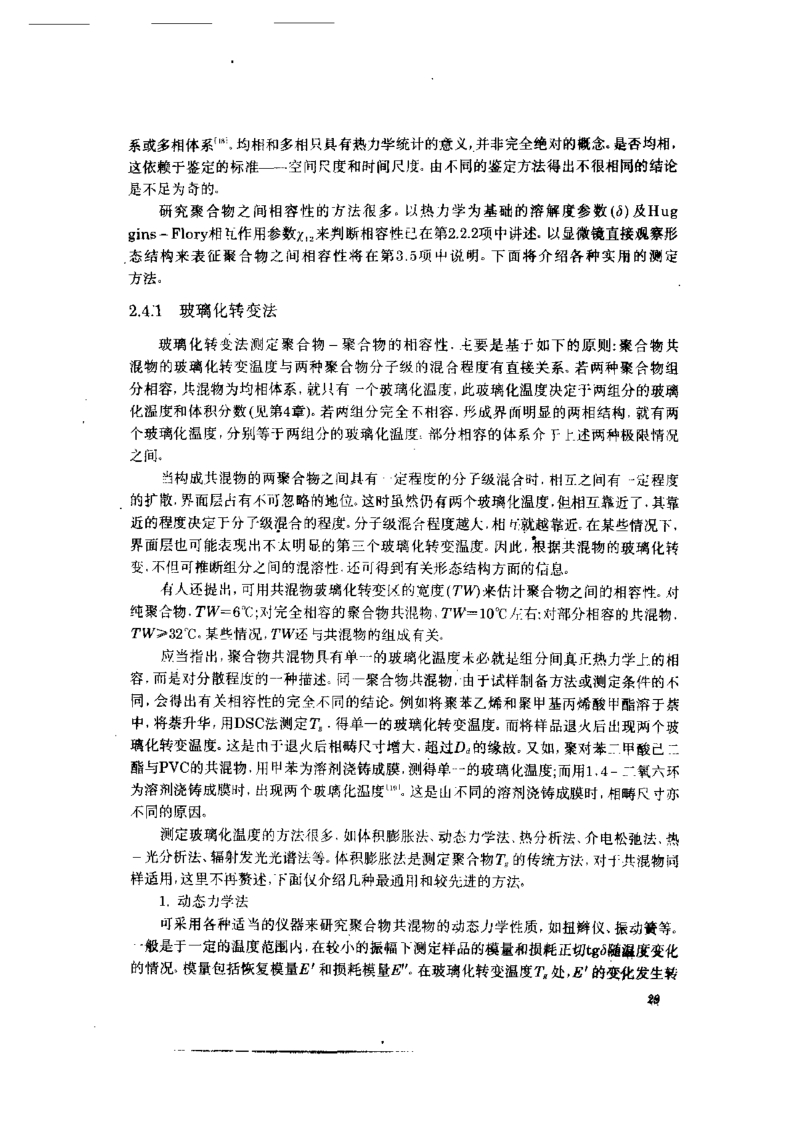 系或多相体系[18]。均相和多相只具有热力学统计的意义,并非完全绝对的概念。是否均相,
这依赖于鉴定的标准——空间尺度和时间尺度。由不同的鉴定方法得出不很相同的结论
是不足为奇的。
研究聚合物之间相容性的方法很多。以热力学为基础的溶解度参数(δ)及Hug
gins-Flory相互作用参数χ₁₂来判断相容性已在第2.2.2项中讲述。以显微镜直接观察形
态结构来表征聚合物之间相容性将在第3.5项中说明。下面将介绍各种实用的测定
方法。
2.4.1 玻璃化转变法
玻璃化转变法测定聚合物-聚合物的相容性,主要是基于如下的原则:聚合物共
混物的玻璃化转变温度与两种聚合物分子级的混合程度有直接关系。若两种聚合物组
分相容,共混物为均相体系,就只有一个玻璃化温度,此玻璃化温度决定于两组分的玻璃
化温度和体积分数(见第4章)。若两组分完全不相容,形成界面明显的两相结构,就有两
个玻璃化温度,分别等于两组分的玻璃化温度。部分相容的体系介于上述两种极限情况
之间。
当构成共混物的两聚合物之间具有一定程度的分子级混合时,相互之间有一定程度
的扩散,界面层占有不可忽略的地位。这时虽然仍有两个玻璃化温度,但相互靠近了,其靠
近的程度决定于分子级混合的程度。分子级混合程度越大,相互就越靠近。在某些情况下,
界面层也可能表现出不太明显的第三个玻璃化转变温度。因此,根据共混物的玻璃化转
变,不但可推断组分之间的混溶性,还可得到有关形态结构方面的信息。
有人还提出,可用共混物玻璃化转变区的宽度(TW)来估计聚合物之间的相容性。对
纯聚合物,TW=6℃;对完全相容的聚合物共混物,TW=10℃左右;对部分相容的共混物,
TW≥32℃。某些情况,TW还与共混物的组成有关。
应当指出,聚合物共混物具有单一的玻璃化温度未必就是组分间真正热力学上的相
容,而是对分散程度的一种描述。同一聚合物共混物,由于试样制备方法或测定条件的不
同,会得出有关相容性的完全不同的结论。例如将聚苯乙烯和聚甲基丙烯酸甲酯溶于萘
中,将萘升华,用DSC法测定Tg,得单一的玻璃化转变温度。而将样品退火后出现两个玻
璃化转变温度。这是由于退火后相畴尺寸增大,超过Dd的缘故。又如,聚对苯二甲酸己二
酯与PVC的共混物,用甲苯为溶剂浇铸成膜,测得单一的玻璃化温度;而用1,4-二氧六环
为溶剂浇铸成膜时,出现两个玻璃化温度[19]。这是由不同的溶剂浇铸成膜时,相畴尺寸亦
不同的原因。
测定玻璃化温度的方法很多,如体积膨胀法、动态力学法、热分析法、介电松弛法、热
-光分析法、辐射发光光谱法等。体积膨胀法是测定聚合物Tg的传统方法,对于共混物同
样适用,这里不再赘述,下面仅介绍几种最通用和较先进的方法。
1. 动态力学法
可采用各种适当的仪器来研究聚合物共混物的动态力学性质,如扭辫仪、振动簧等。
一般是于一定的温度范围内,在较小的振幅下测定样品的模量和损耗正切tgδ随温度变化
的情况。模量包括恢复模量E′和损耗模量E″。在玻璃化转变温度Tg处,E′的变化发生转
29